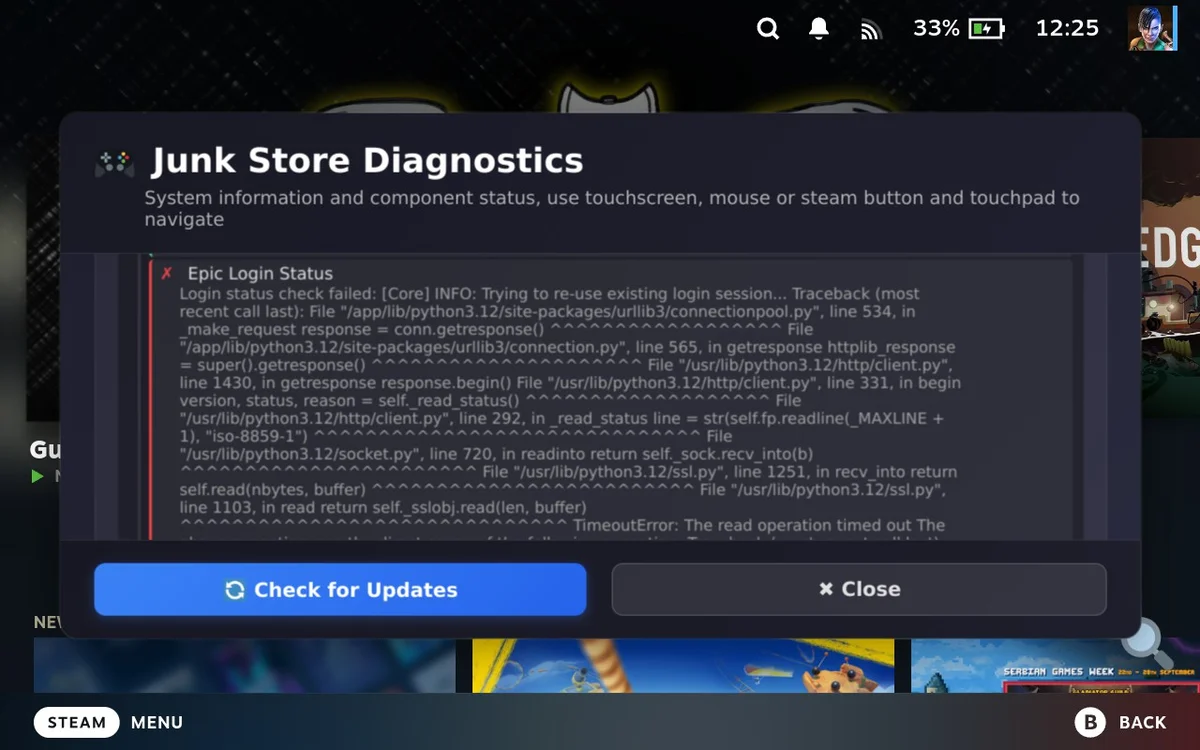 33%
12:25
Junk Store Diagnostics
System information and component status, use touchscreen, mouse or steam button and touchpad to
navigate
EDG
✗ Epic Login Status
Login status check failed: [Core] INFO: Trying to re-use existing login session... Traceback (most
recent call last): File "/app/lib/python3.12/site-packages/urllib3/connectionpool.py", line 534, in
_make_request response = conn.getresponse() ^^^^^^^^^^^^^^^^^^ File
"/app/lib/python3.12/site-packages/urllib3/connection.py", line 565, in getresponse httplib_response
= super().getresponse() ^^^^^^^^^^^^^^^^^^^^^ File "/usr/lib/python3.12/http/client.py",
line 1430, in getresponse response.begin() File "/usr/lib/python3.12/http/client.py", line 331, in begin
version, status, reason = self._read_status() ^^^^^^^^^^^^^^^^^^^ File
"/usr/lib/python3.12/http/client.py", line 292, in _read_status line = str(self.fp.readline(_MAXLINE +
1), "iso-8859-1") ^^^^^^^^^^^^^^^^^^^^^^^^^^^^^^ File
"/usr/lib/python3.12/socket.py", line 720, in readinto return self._sock.recv_into(b)
^^^^^^^^^^^^^^^^^^^^^^^ File "/usr/lib/python3.12/ssl.py", line 1251, in recv_into return
self.read(nbytes, buffer) ^^^^^^^^^^^^^^^^^^^^^^^^^ File "/usr/lib/python3.12/ssl.py",
line 1103, in read return self._sslobj.read(len, buffer)
^^^^^^^^^^^^^^^^^^^^^^^^^^^^^^ TimeoutError: The read operation timed out The
Gu
Check for Updates
✖ Close
NEW
SERBIAN GAMES WEEK 22ND - 28TH SEPTEMBER
STEAM MENU
B BACK